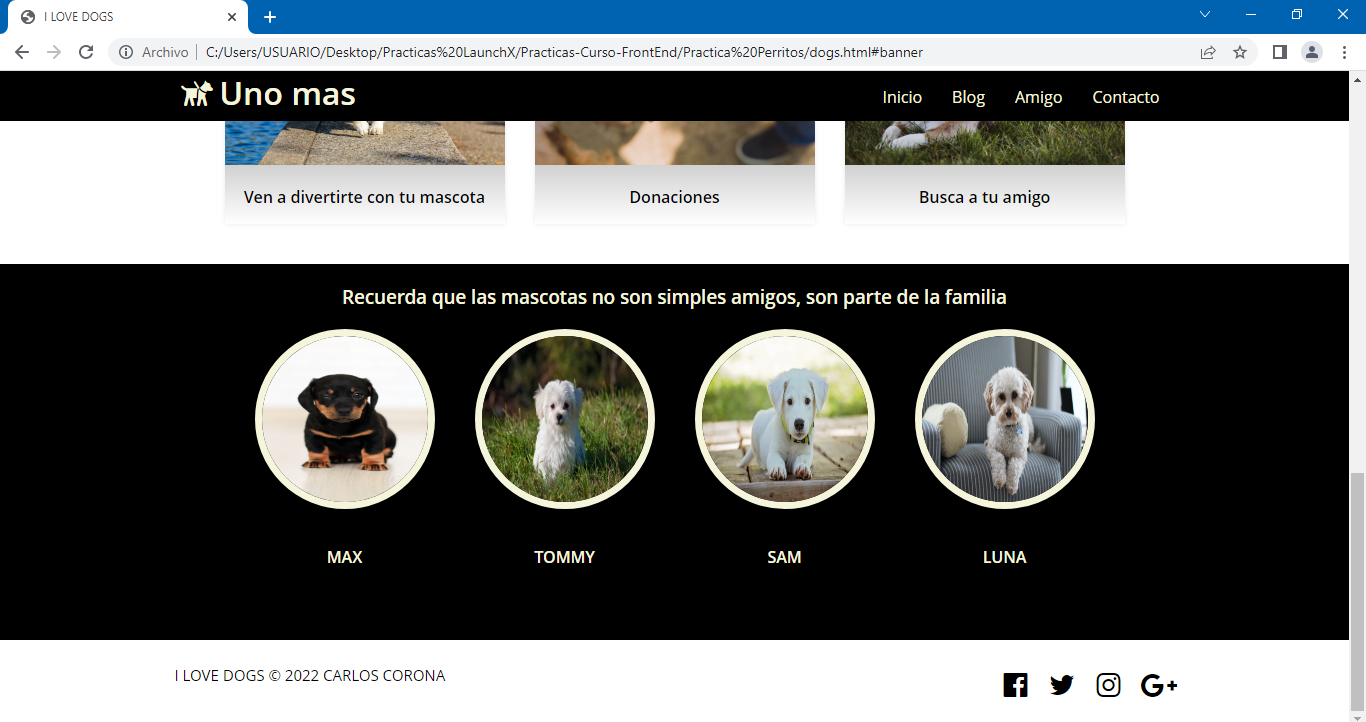 I LOVE DOGS
Archivo C:/Users/USUARIO/Desktop/Practicas%20LaunchX/Practicas-Curso-FrontEnd/Practica%20Perritos/dogs.html#banner
Uno mas Inicio Blog Amigo Contacto
Ven a divertirte con tu mascota Donaciones Busca a tu amigo
Recuerda que las mascotas no son simples amigos, son parte de la familia
MAX TOMMY SAM LUNA
I LOVE DOGS © 2022 CARLOS CORONA G+